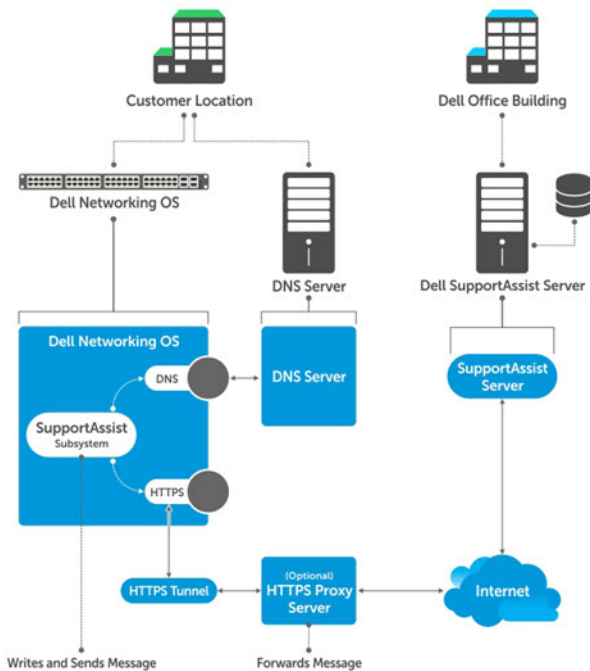 Customer Location
Dell Office Building
Dell Networking OS
DNS Server
Dell SupportAssist Server
Dell Networking OS
DNS
DNS Server
SupportAssist
Server
SupportAssist
Subsystem
HTTPS
HTTPS Tunnel
(Optional)
HTTPS Proxy
Server
Internet
Writes and Sends Message
Forwards Message